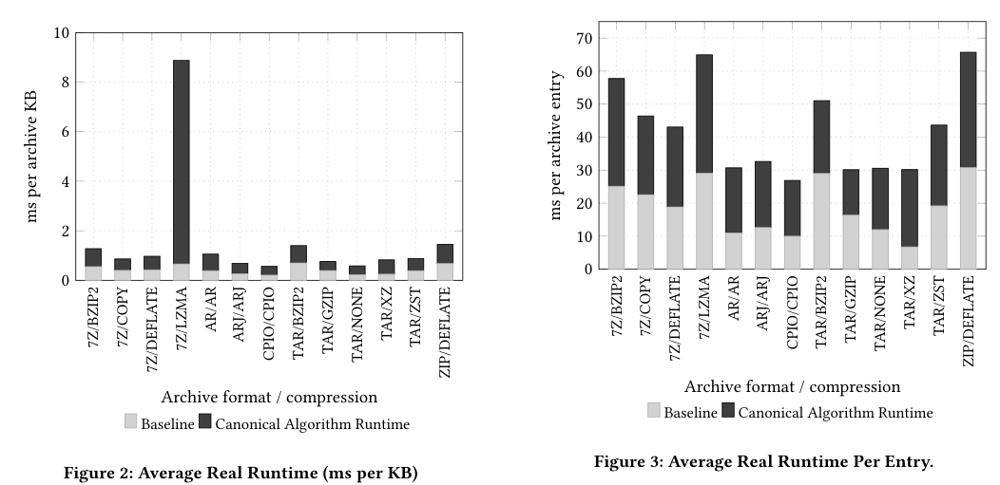 10
8
6
4
2
0
ms per archive KB
7Z/BZIP2
7Z/COPY
7Z/DEFLATE
7Z/LZMA
AR/AR
ARJ/ARJ
CPIO/CPIO
TAR/BZIP2
TAR/GZIP
TAR/NONE
TAR/XZ
TAR/ZST
ZIP/DEFLATE
Archive format / compression
Baseline Canonical Algorithm Runtime
Figure 2: Average Real Runtime (ms per KB)
70
60
50
40
30
20
10
0
ms per archive entry
7Z/BZIP2
7Z/COPY
7Z/DEFLATE
7Z/LZMA
AR/AR
ARJ/ARJ
CPIO/CPIO
TAR/BZIP2
TAR/GZIP
TAR/NONE
TAR/XZ
TAR/ZST
ZIP/DEFLATE
Archive format / compression
Baseline Canonical Algorithm Runtime
Figure 3: Average Real Runtime Per Entry.